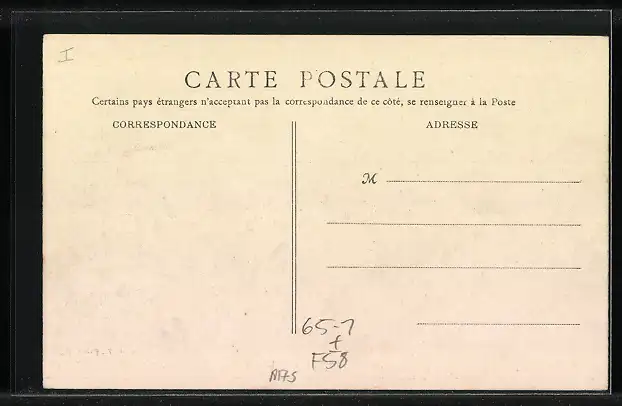 I
CARTE POSTALE
Certains pays étrangers n'acceptant pas la correspondance de ce côté, se renseigner à la Poste
CORRESPONDANCE
ADRESSE
M
65-1
+
F58